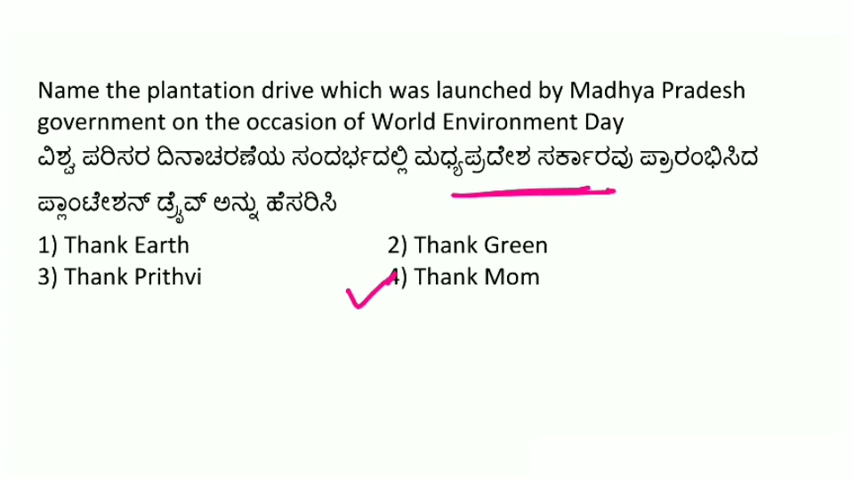 Name the plantation drive which was launched by Madhya Pradesh
government on the occasion of World Environment Day
ವಿಶ್ವ ಪರಿಸರ ದಿನಾಚರಣೆಯ ಸಂದರ್ಭದಲ್ಲಿ ಮಧ್ಯಪ್ರದೇಶ ಸರ್ಕಾರವು ಪ್ರಾರಂಭಿಸಿದ
ಪ್ಲಾಂಟೇಶನ್ ಡ್ರೈವ್ ಅನ್ನು ಹೆಸರಿಸಿ
1) Thank Earth 2) Thank Green
3) Thank Prithvi 4) Thank Mom